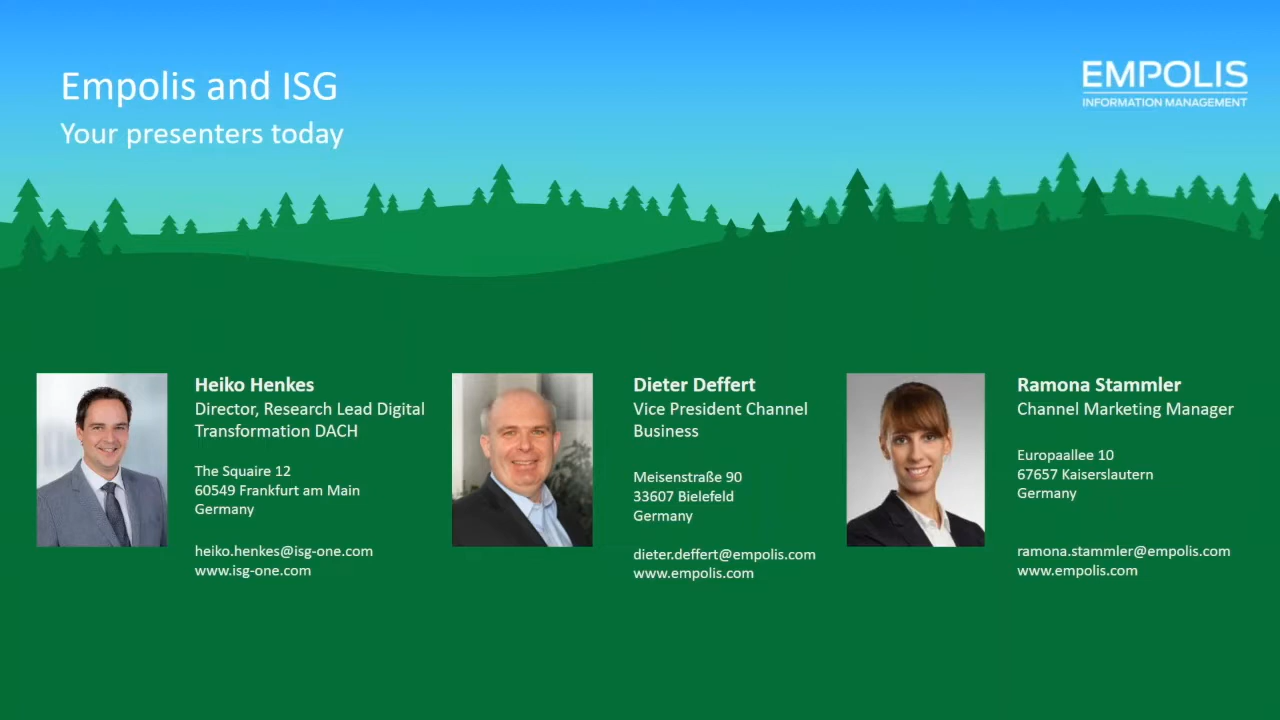 Empolis and ISG
Your presenters today
EMPOLIS
INFORMATION MANAGEMENT
Heiko Henkes
Director, Research Lead Digital
Transformation DACH
The Squaire 12
60549 Frankfurt am Main
Germany
heiko.henkes@isg-one.com
www.isg-one.com
Dieter Deffert
Vice President Channel
Business
Meisenstraße 90
33607 Bielefeld
Germany
dieter.deffert@empolis.com
www.empolis.com
Ramona Stammler
Channel Marketing Manager
Europaallee 10
67657 Kaiserslautern
Germany
ramona.stammler@empolis.com
www.empolis.com